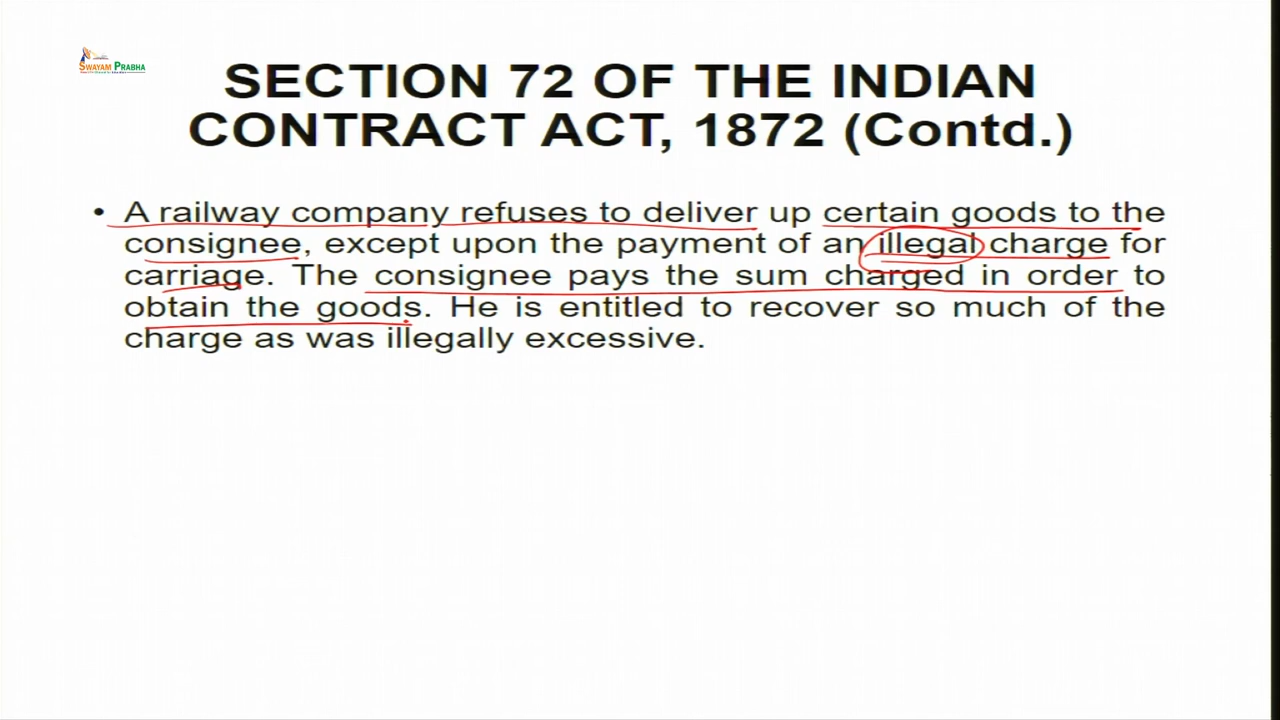 SWAYAM PRABHA
SECTION 72 OF THE INDIAN
CONTRACT ACT, 1872 (Contd.)
• A railway company refuses to deliver up certain goods to the
consignee, except upon the payment of an illegal charge for
carriage. The consignee pays the sum charged in order to
obtain the goods. He is entitled to recover so much of the
charge as was illegally excessive.